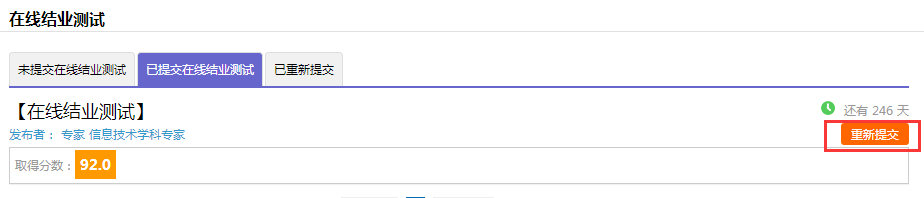 在线结业测试
未提交在线结业测试 已提交在线结业测试 已重新提交
【在线结业测试】 还有 246 天
发布者： 专家 信息技术学科专家 重新提交
取得分数：92.0